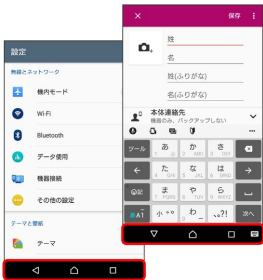 設定
無線とネットワーク
機内モード
Wi-Fi
Bluetooth
データ使用
機器接続
その他の設定
テーマと壁紙
テーマ
保存
姓
名
姓(ふりがな)
名(ふりがな)
本体連絡先
機器のみ、バックアップしない
ツール あ か さ
た な は
ま や ら
あA1 小 ゜゜ わ 、。?! 次へ